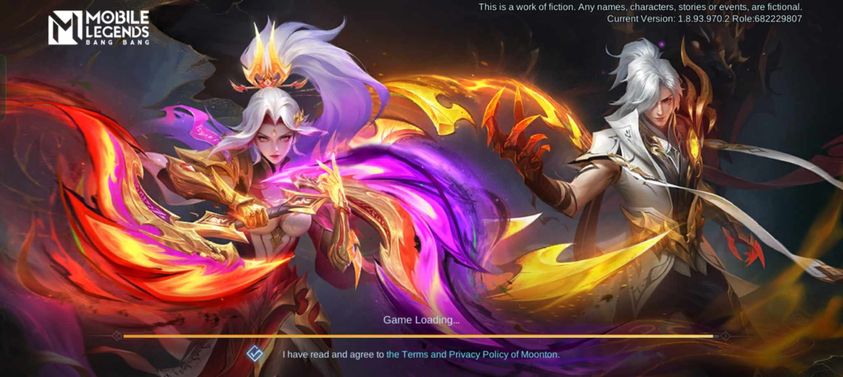 MOBILE
LEGENDS
BANG BANG
This is a work of fiction. Any names, characters, stories or events, are fictional.
Current Version: 1.8.93.970.2 Role:682229807
Game Loading...
I have read and agree to the Terms and Privacy Policy of Moonton.